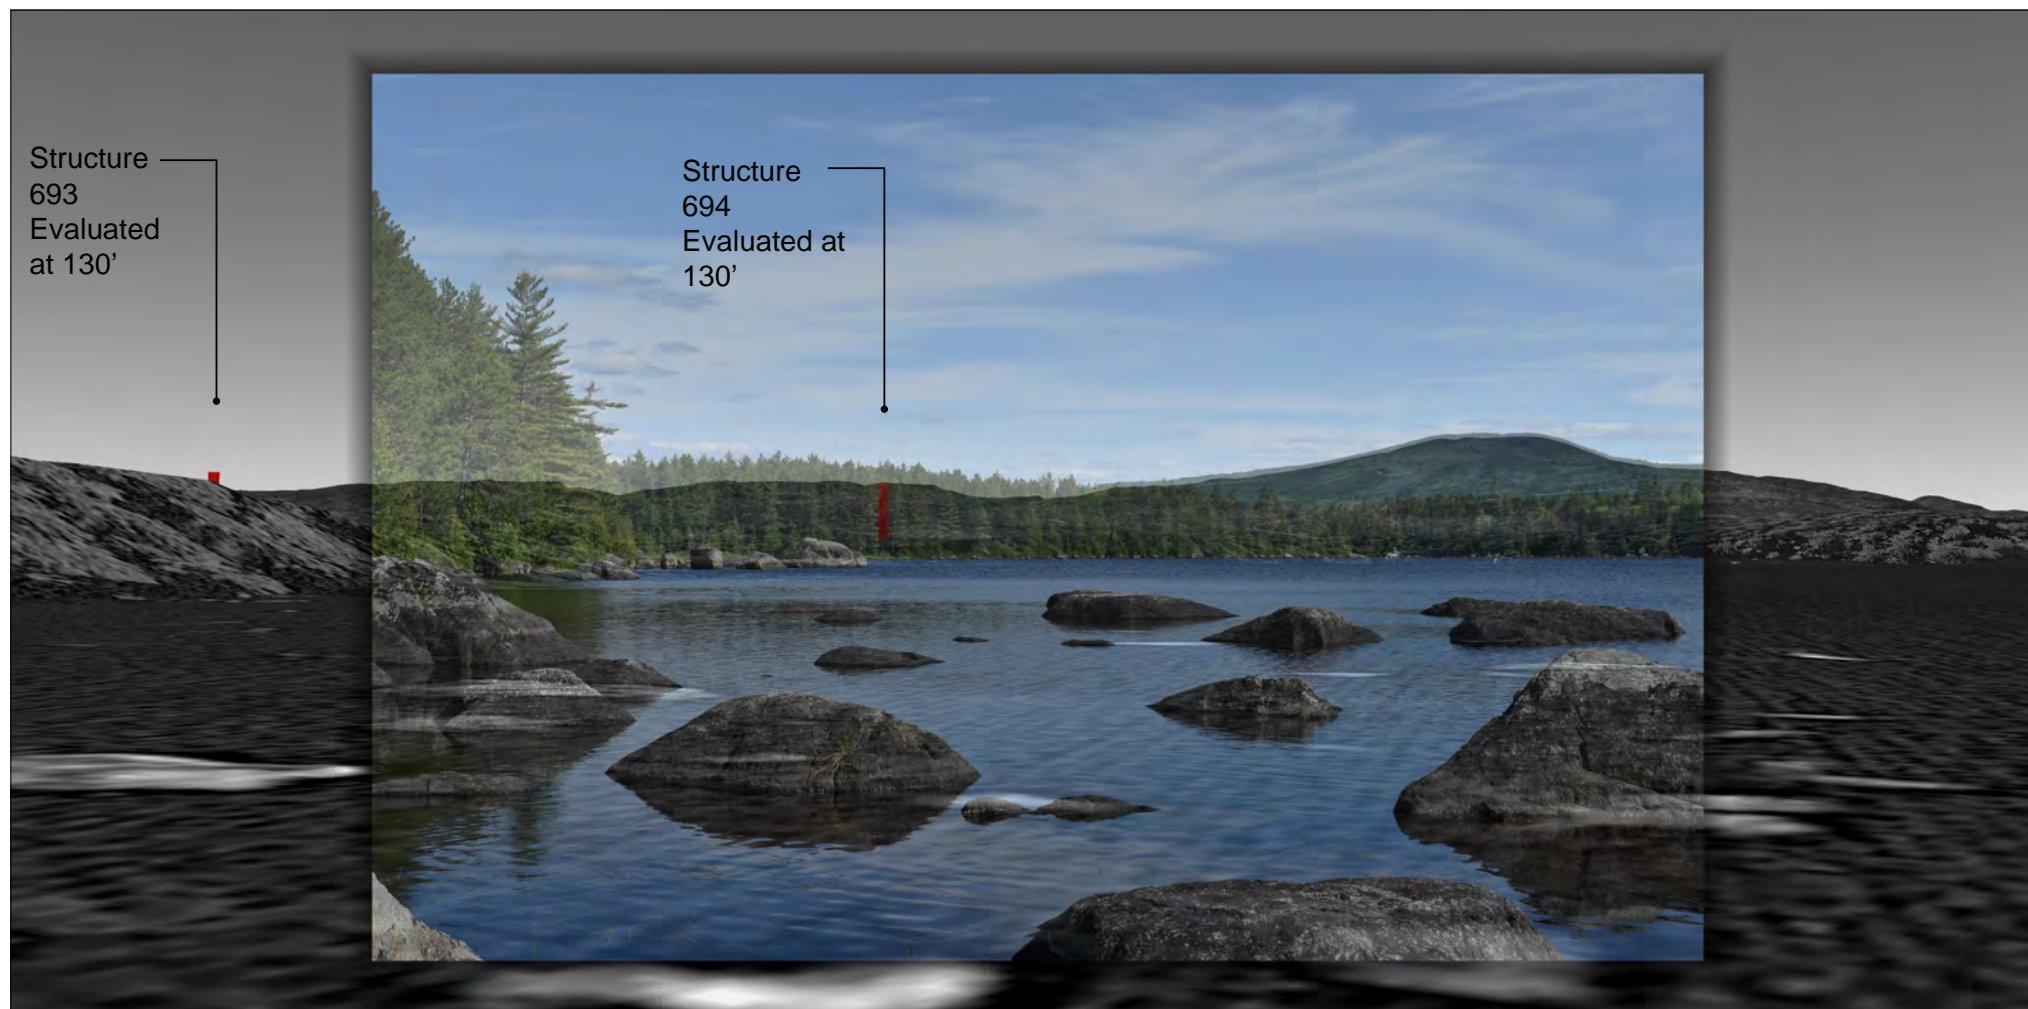 Structure
693
Evaluated
at 130’
Structure
694
Evaluated at
130’